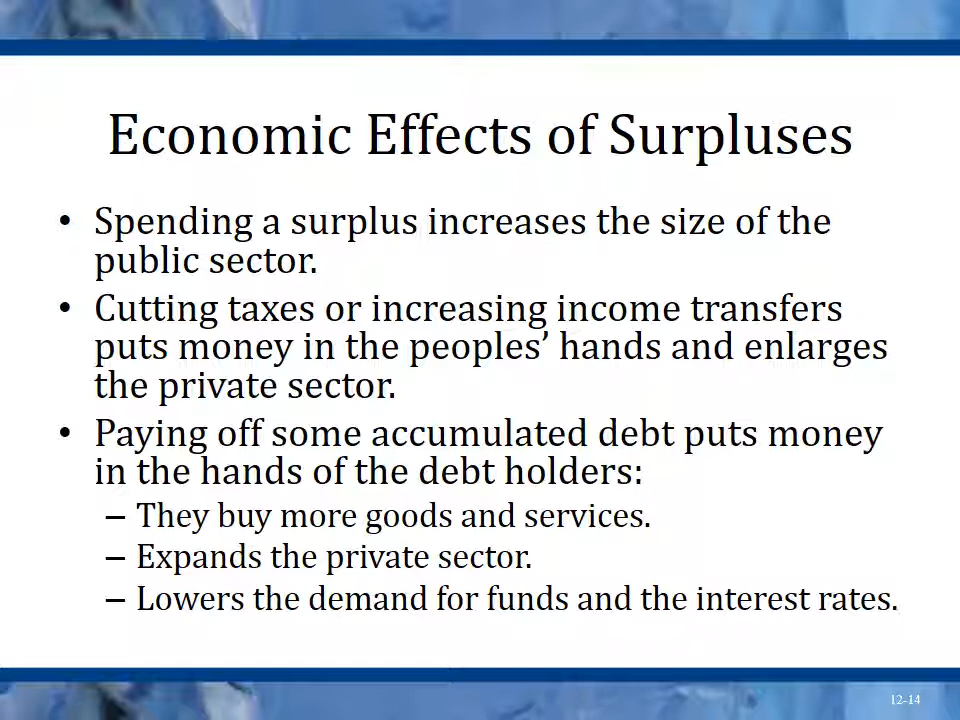 Economic Effects of Surpluses
• Spending a surplus increases the size of the
public sector.
• Cutting taxes or increasing income transfers
puts money in the peoples’ hands and enlarges
the private sector.
• Paying off some accumulated debt puts money
in the hands of the debt holders:
– They buy more goods and services.
– Expands the private sector.
– Lowers the demand for funds and the interest rates.
12-14